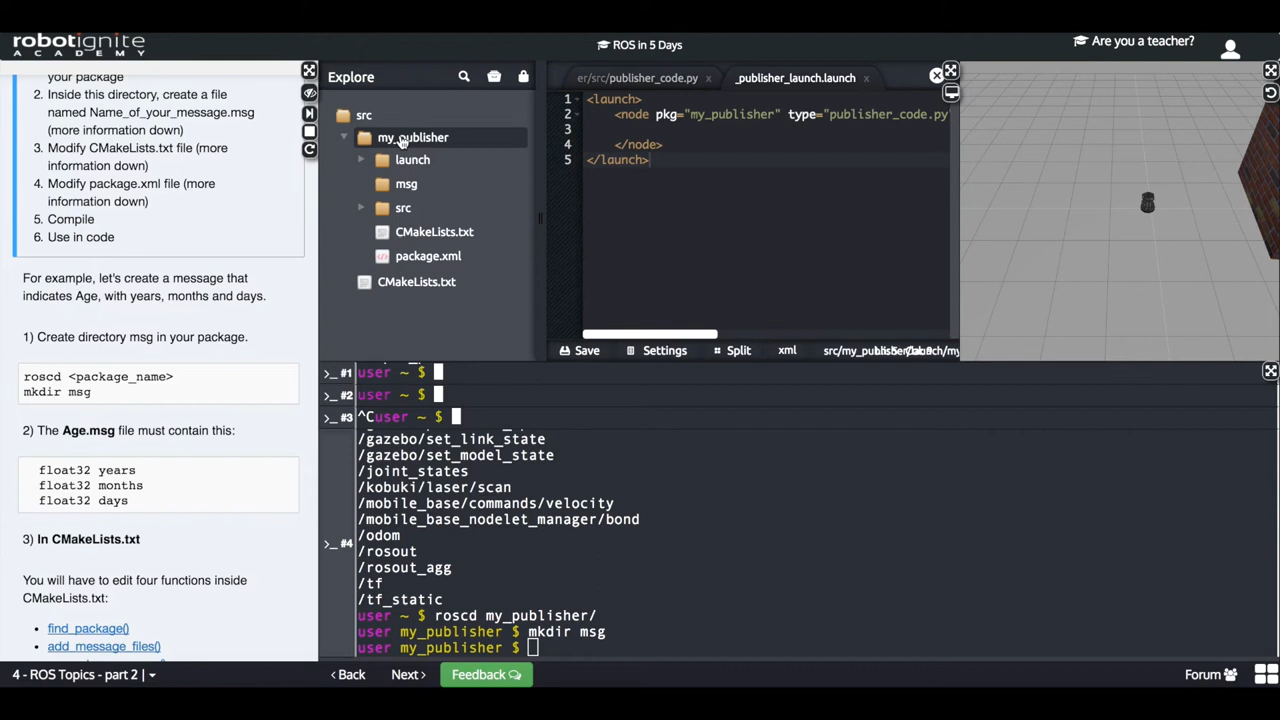 robotignite
ACADEMY
ROS in 5 Days
Are you a teacher?
your package
2. Inside this directory, create a file
named Name_of_your_message.msg
(more information down)
3. Modify CMakeLists.txt file (more
information down)
4. Modify package.xml file (more
information down)
5. Compile
6. Use in code
For example, let's create a message that
indicates Age, with years, months and days.
1) Create directory msg in your package.
roscd <package_name>
mkdir msg
2) The Age.msg file must contain this:
float32 years
float32 months
float32 days
3) In CMakeLists.txt
You will have to edit four functions inside
CMakeLists.txt:
• find_package()
• add_message_files()
Explore
src
my_publisher
launch
msg
src
CMakeLists.txt
package.xml
CMakeLists.txt
er/src/publisher_code.py
_publisher_launch.launch
1 <launch>
2 <node pkg="my_publisher" type="publisher_code.py
3
4 </node>
5 </launch>
Save
Settings
Split
xml
>_ #1 user ~ $
>_ #2 user ~ $
>_ #3 ^Cuser ~ $
/gazebo/set_link_state
/gazebo/set_model_state
/joint_states
/kobuki/laser/scan
/mobile_base/commands/velocity
/mobile_base_nodelet_manager/bond
>_ #4 /odom
/rosout
/rosout_agg
/tf
/tf_static
user ~ $ roscd my_publisher/
user my_publisher $ mkdir msg
user my_publisher $
4 - ROS Topics - part 2 |
‹ Back
Next ›
Feedback
Forum